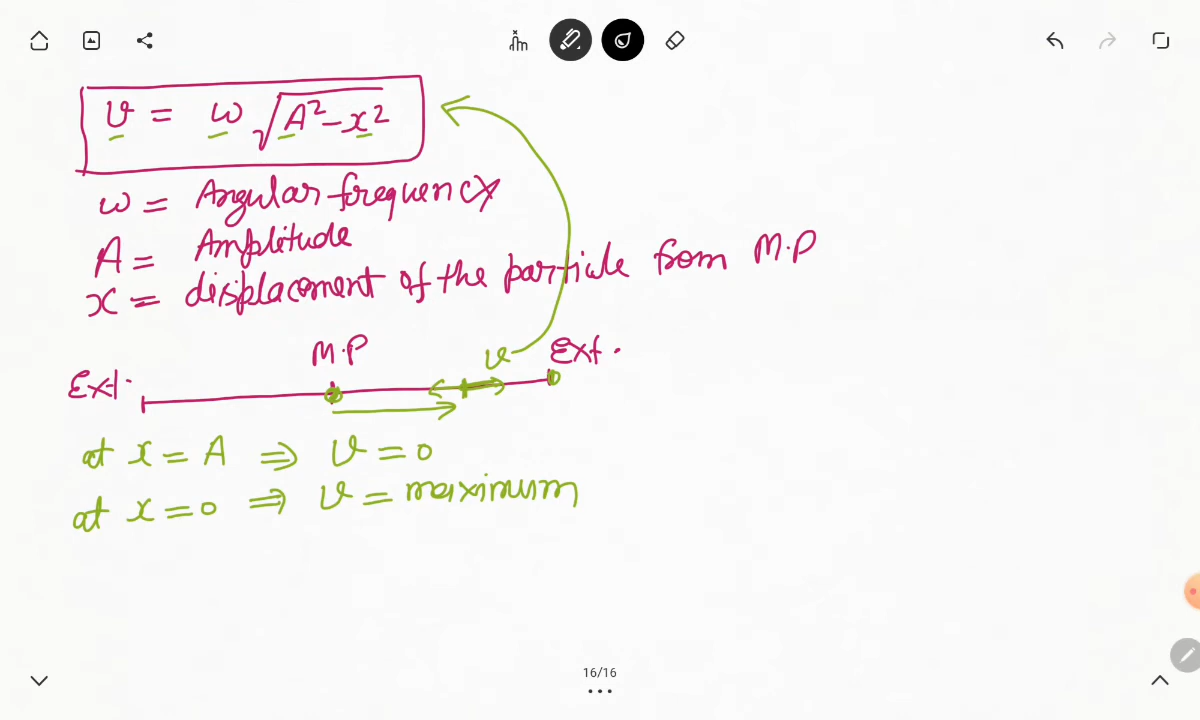 v = ω √A²-x²
ω = Angular frequency
A = Amplitude
x = displacement of the particle from M.P
M.P
v
Ext.
Ext.
at x = A ⇒ v = 0
at x = 0 ⇒ v = maximum
16/16